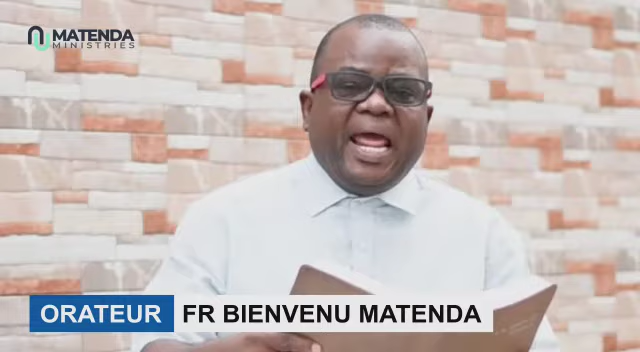 MATENDA
MINISTRIES
ORATEUR FR BIENVENU MATENDA